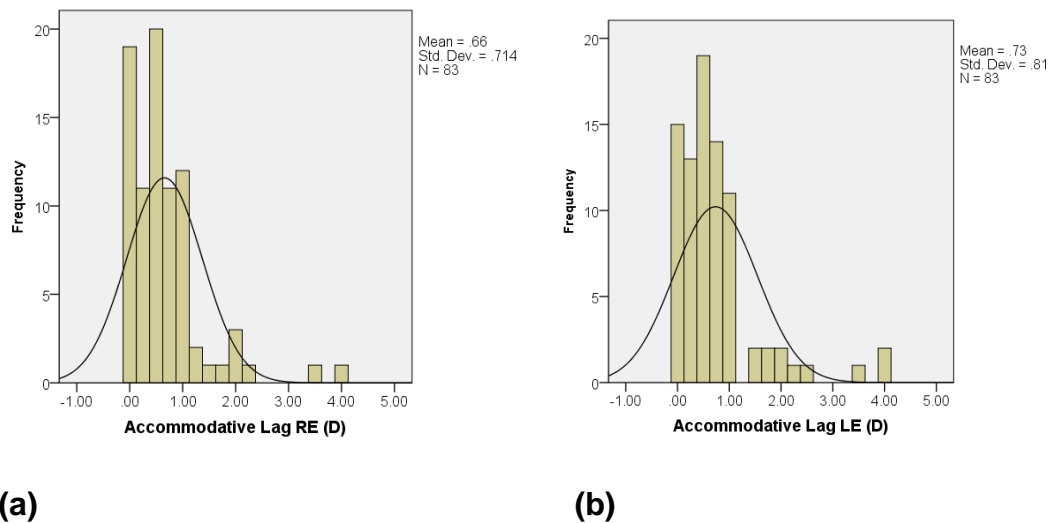 Mean = .66
Std. Dev. = .714
N = 83
Frequency
20
15
10
5
0
-1.00 .00 1.00 2.00 3.00 4.00 5.00
Accommodative Lag RE (D)
(a)
Mean = .73
Std. Dev. = .81
N = 83
Frequency
20
15
10
5
0
-1.00 .00 1.00 2.00 3.00 4.00 5.00
Accommodative Lag LE (D)
(b)